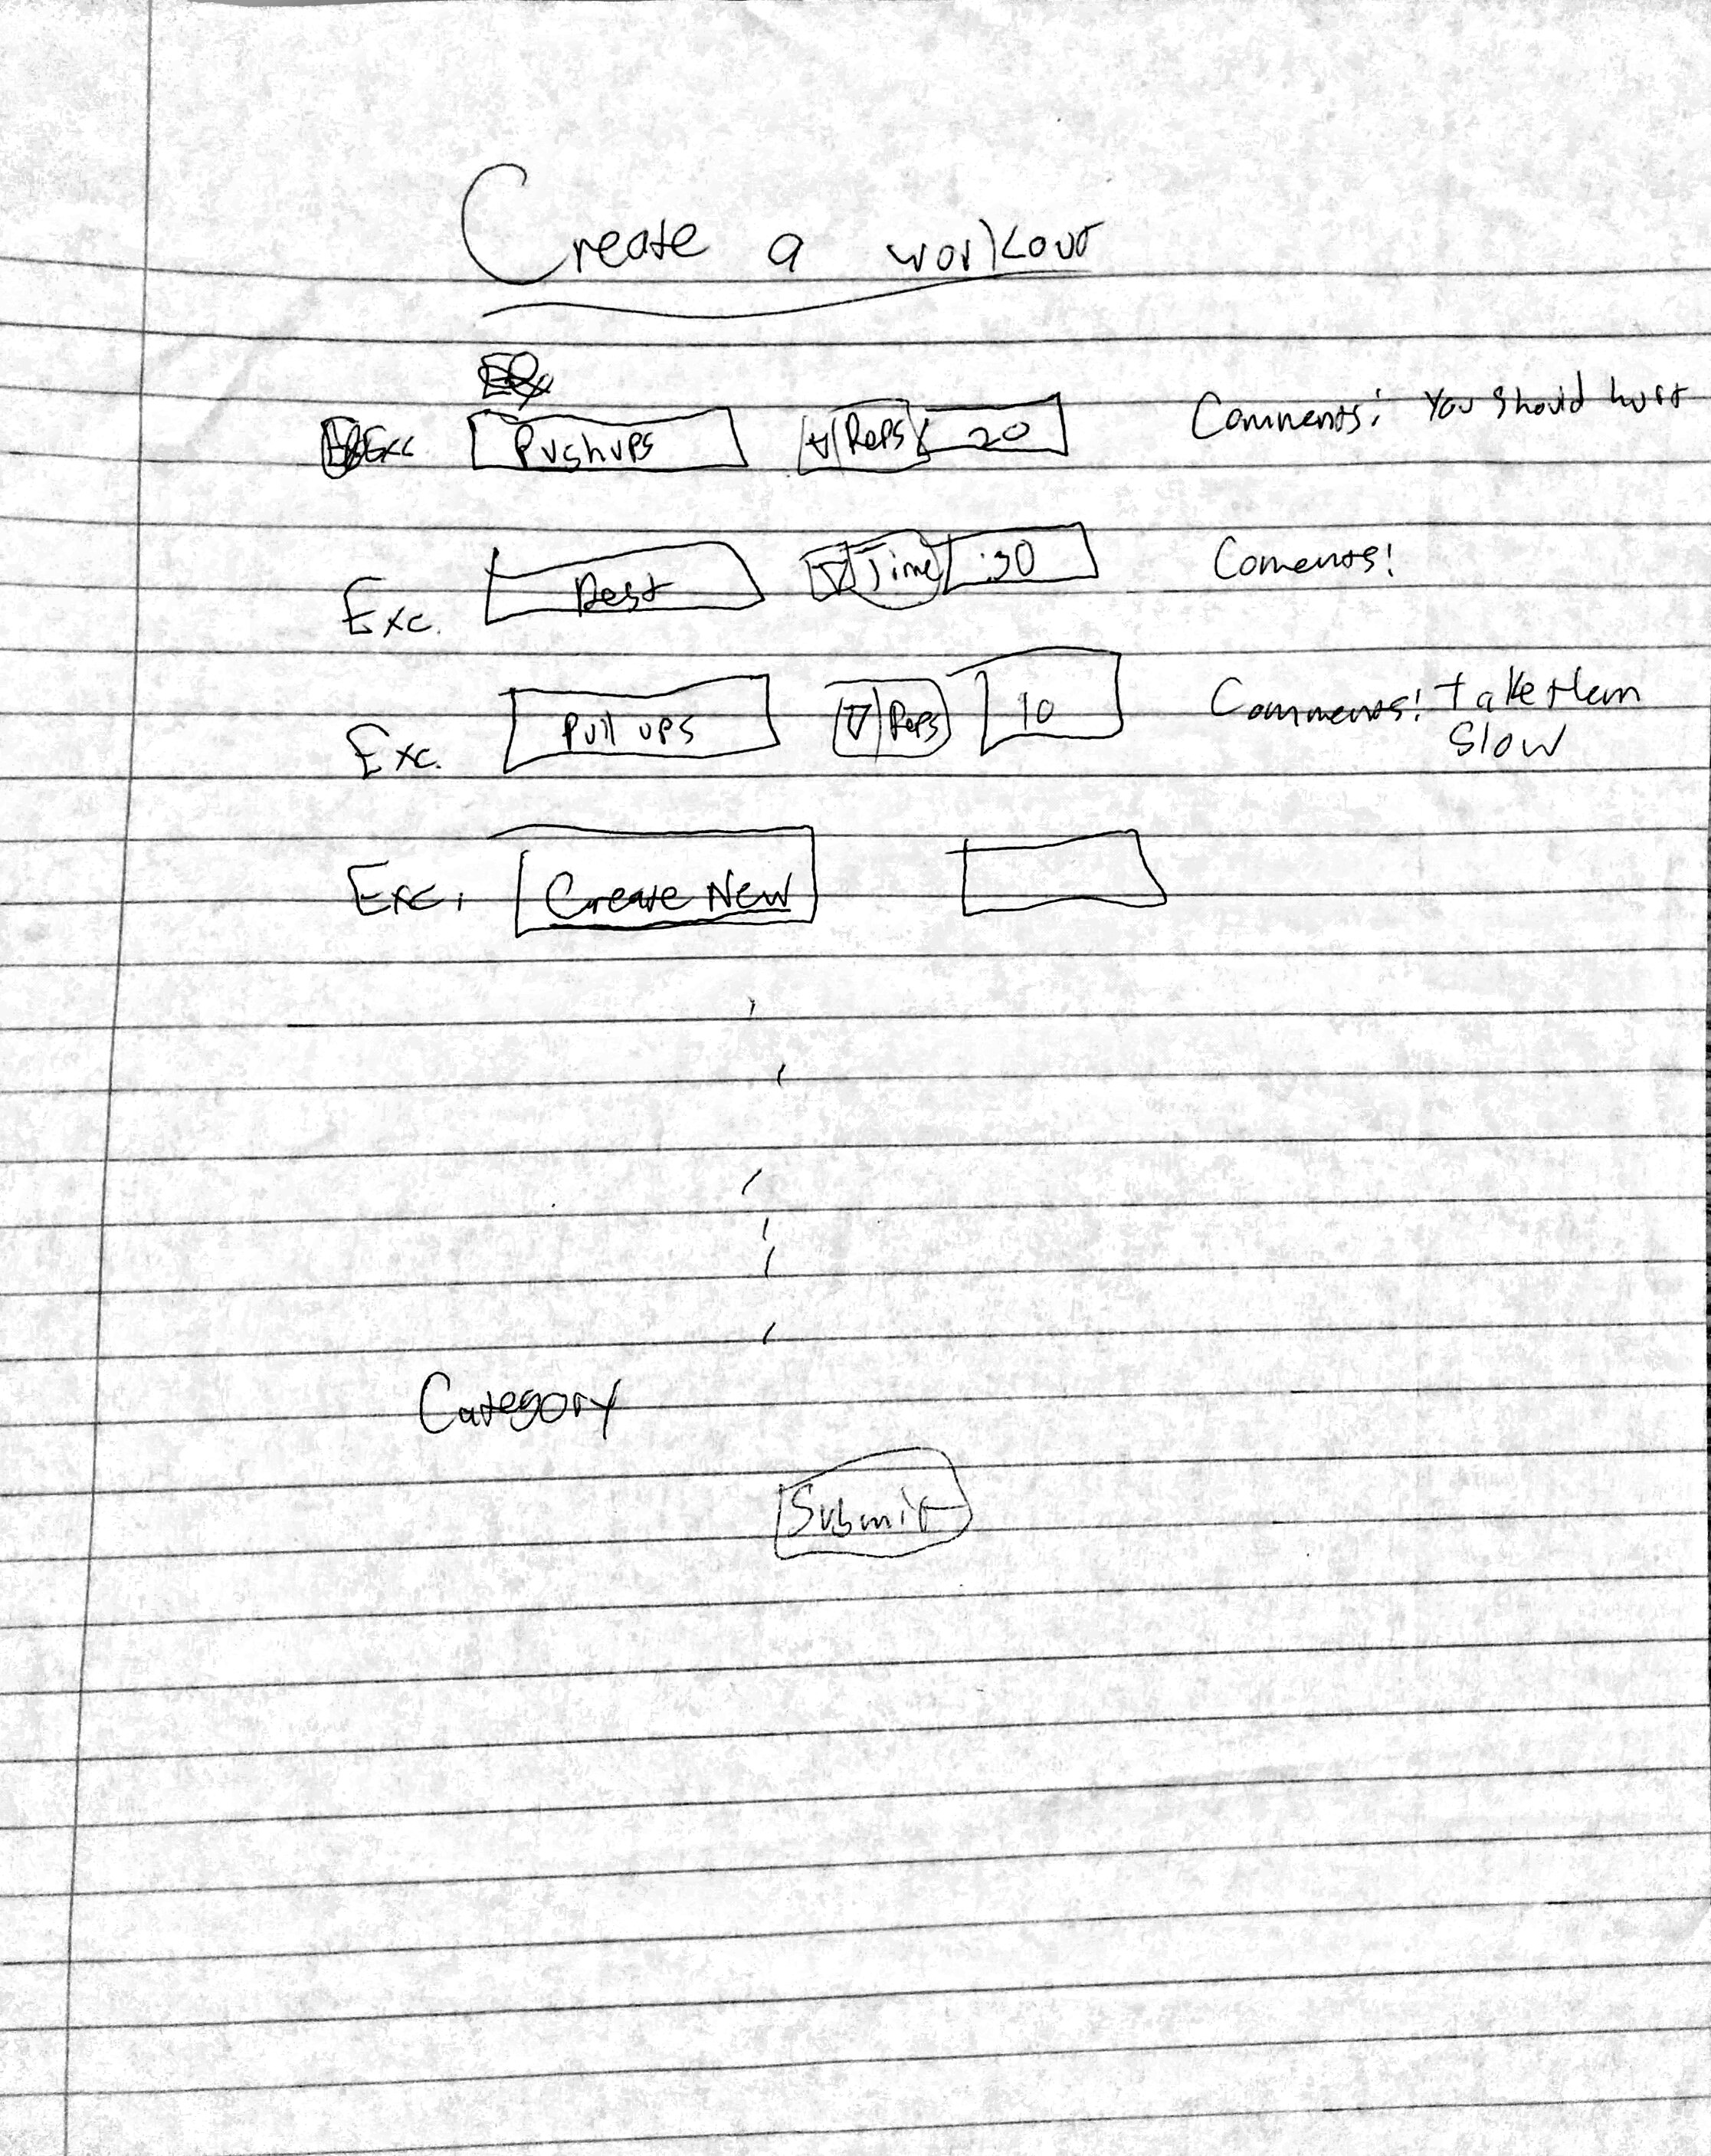 Create a workout
Exc Pushups Reps 20 Comments: You should hurt
Exc. Rest Time :30 Coments:
Exc. Pull ups Reps 10 Comments: take them
Slow
Exc. Create New
Category
Submit